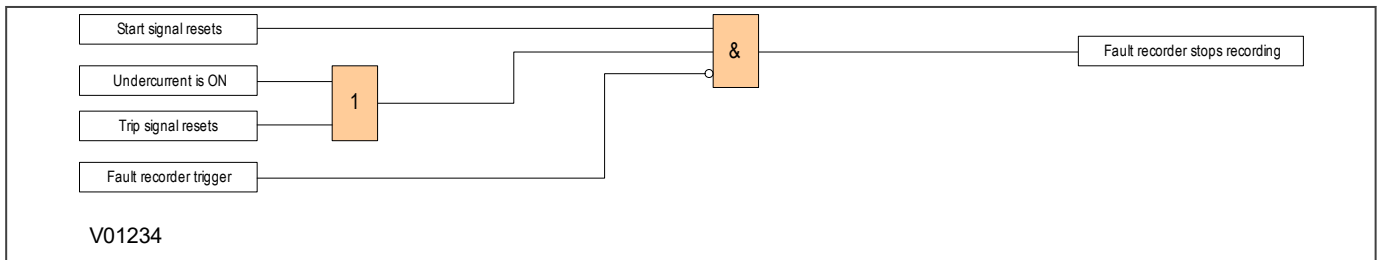 Start signal resets
&
Fault recorder stops recording
Undercurrent is ON
1
Trip signal resets
Fault recorder trigger
V01234